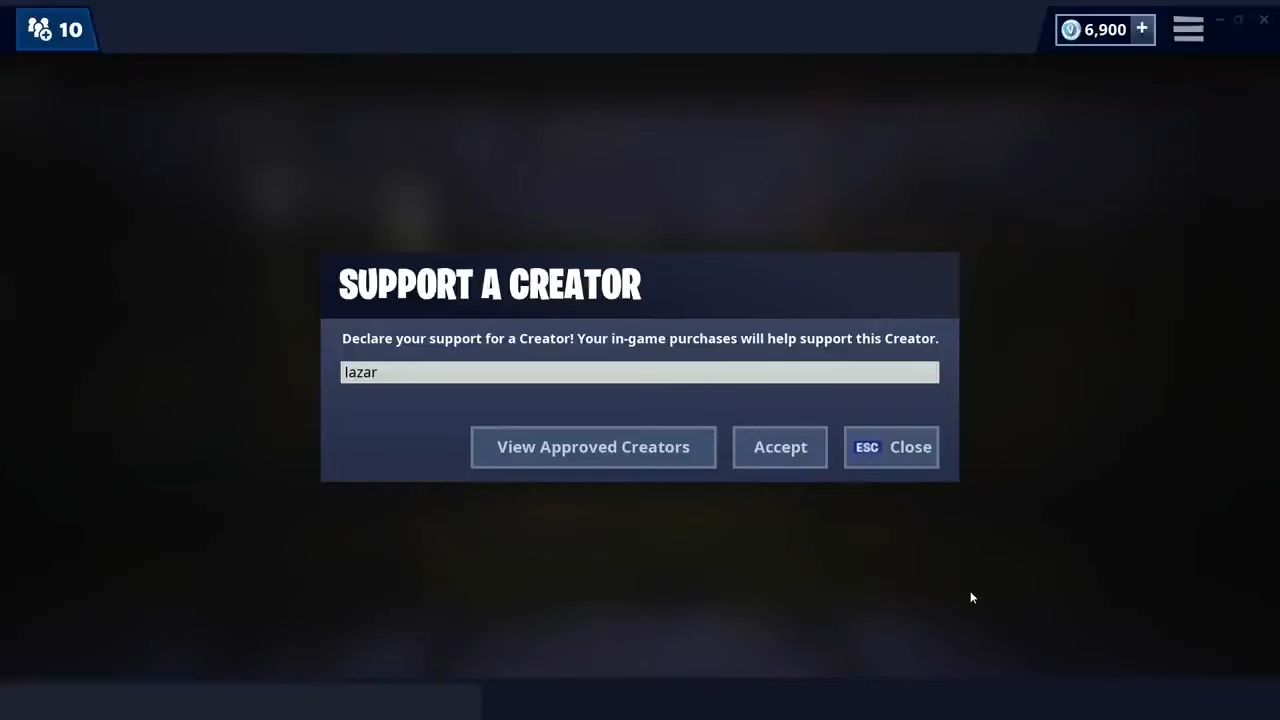 10
6,900 +
SUPPORT A CREATOR
Declare your support for a Creator! Your in-game purchases will help support this Creator.
lazar
View Approved Creators
Accept
ESC Close